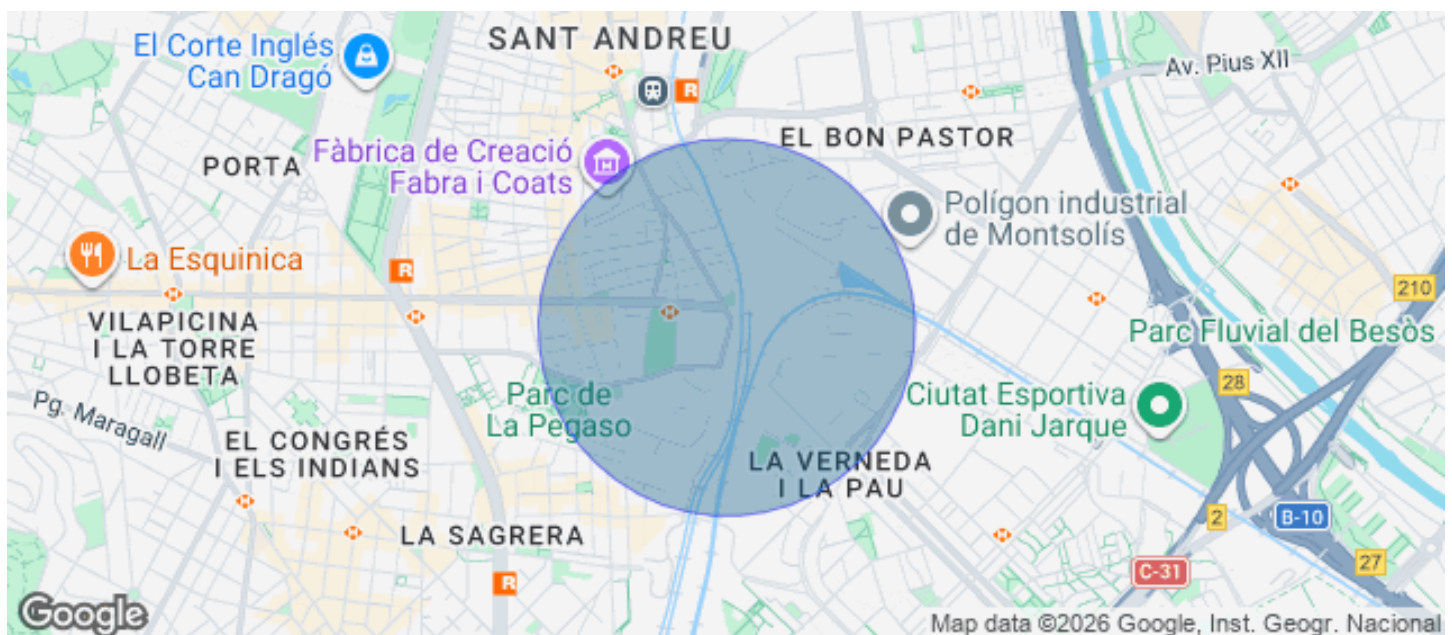 SANT ANDREU
El Corte Inglés
Can Dragó
Av. Pius XII
R
EL BON PASTOR
Fàbrica de Creació
Fabra i Coats
PORTA
Polígon industrial
de Montsolís
La Esquinica
R
210
VILAPICINA
I LA TORRE
LLOBETA
Parc Fluvial del Besòs
28
Pg. Maragall
Parc de
La Pegaso
Ciutat Esportiva
Dani Jarque
EL CONGRÉS
I ELS INDIANS
LA VERNEDA
I LA PAU
2
B-10
LA SAGRERA
27
C-31
R
Google
Map data ©2026 Google, Inst. Geogr. Nacional